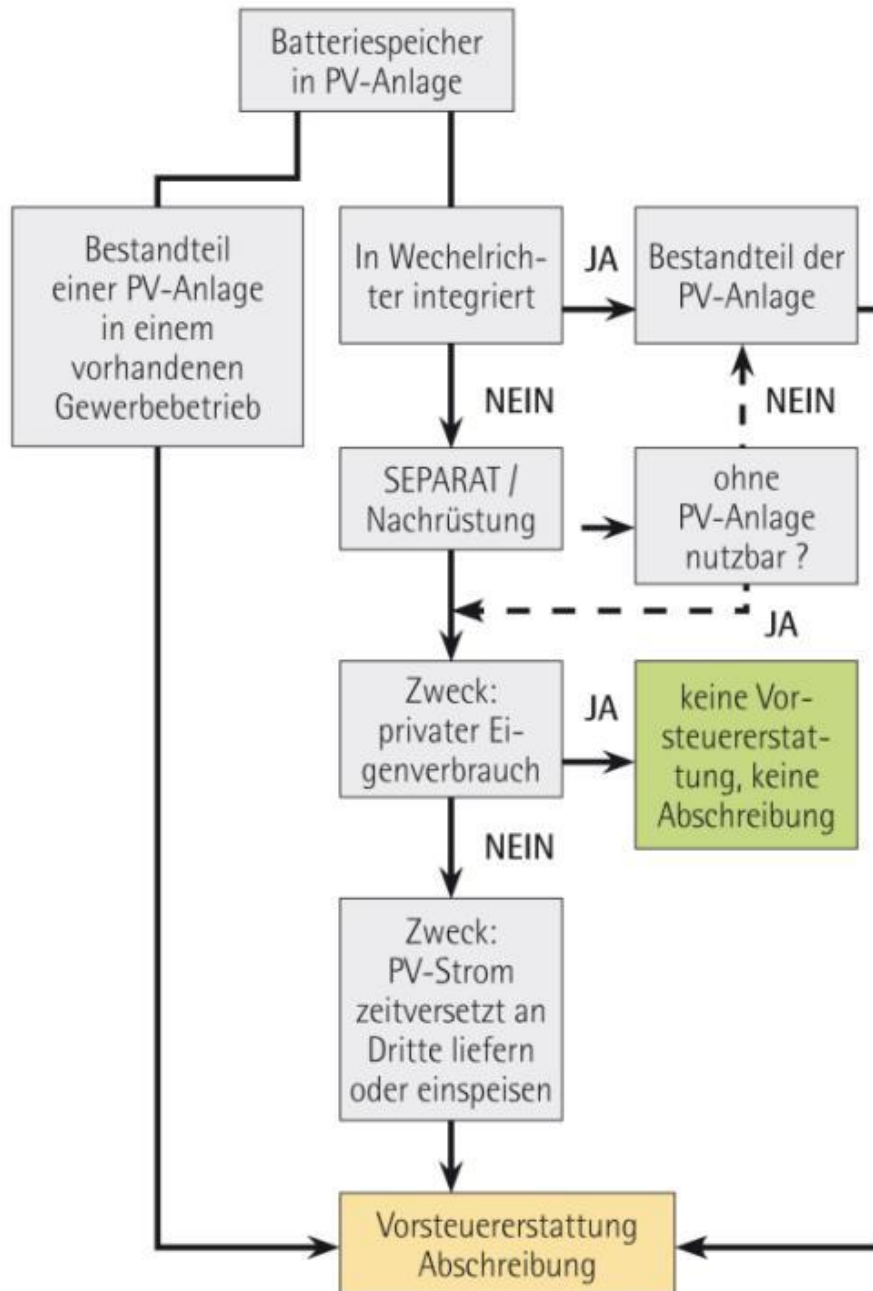 Batteriespeicher
in PV-Anlage
Bestandteil
einer PV-Anlage
in einem
vorhandenen
Gewerbebetrieb
In Wechelrich-
ter integriert
JA
Bestandteil der
PV-Anlage
NEIN
NEIN
SEPARAT /
Nachrüstung
ohne
PV-Anlage
nutzbar ?
JA
Zweck:
privater Ei-
genverbrauch
JA
keine Vor-
steuererstat-
tung, keine
Abschreibung
NEIN
Zweck:
PV-Strom
zeitversetzt an
Dritte liefern
oder einspeisen
Vorsteuererstattung
Abschreibung